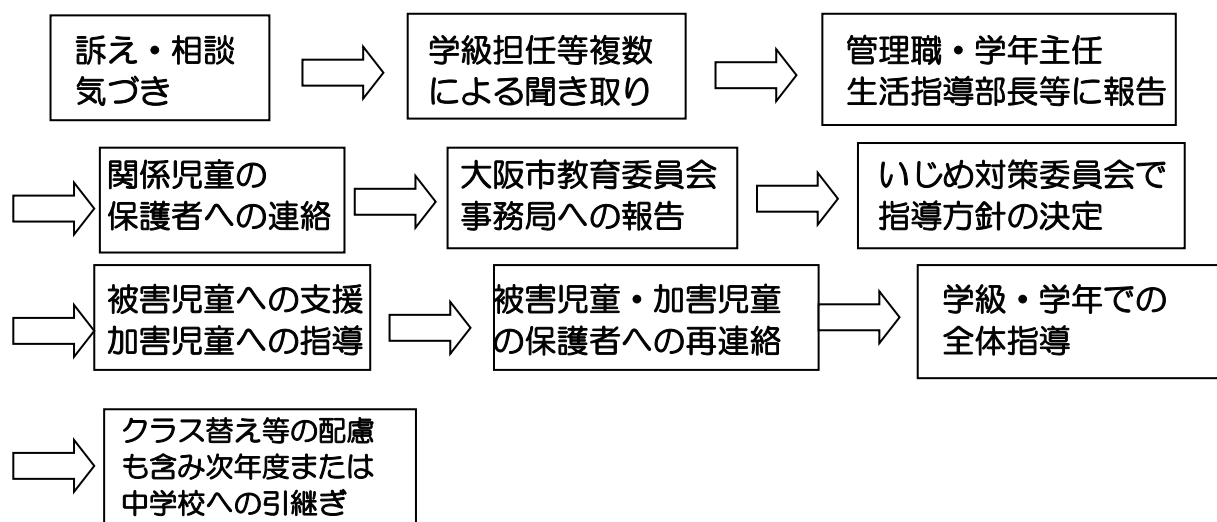 訴え・相談
気づき
学級担任等複数
による聞き取り
管理職・学年主任
生活指導部長等に報告
関係児童の
保護者への連絡
大阪市教育委員会
事務局への報告
いじめ対策委員会で
指導方針の決定
被害児童への支援
加害児童への指導
被害児童・加害児童
の保護者への再連絡
学級・学年での
全体指導
クラス替え等の配慮
も含み次年度または
中学校への引継ぎ